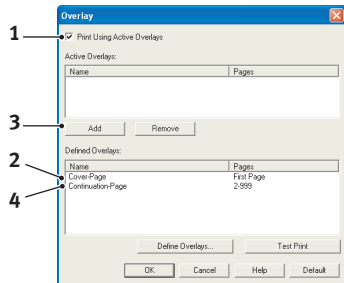 Overlay
1
Print Using Active Overlays
Active Overlays:
Name Pages
3
Add Remove
Defined Overlays:
Name Pages
2
Cover-Page First Page
4
Continuation-Page 2-999
Define Overlays... Test Print
OK Cancel Help Default